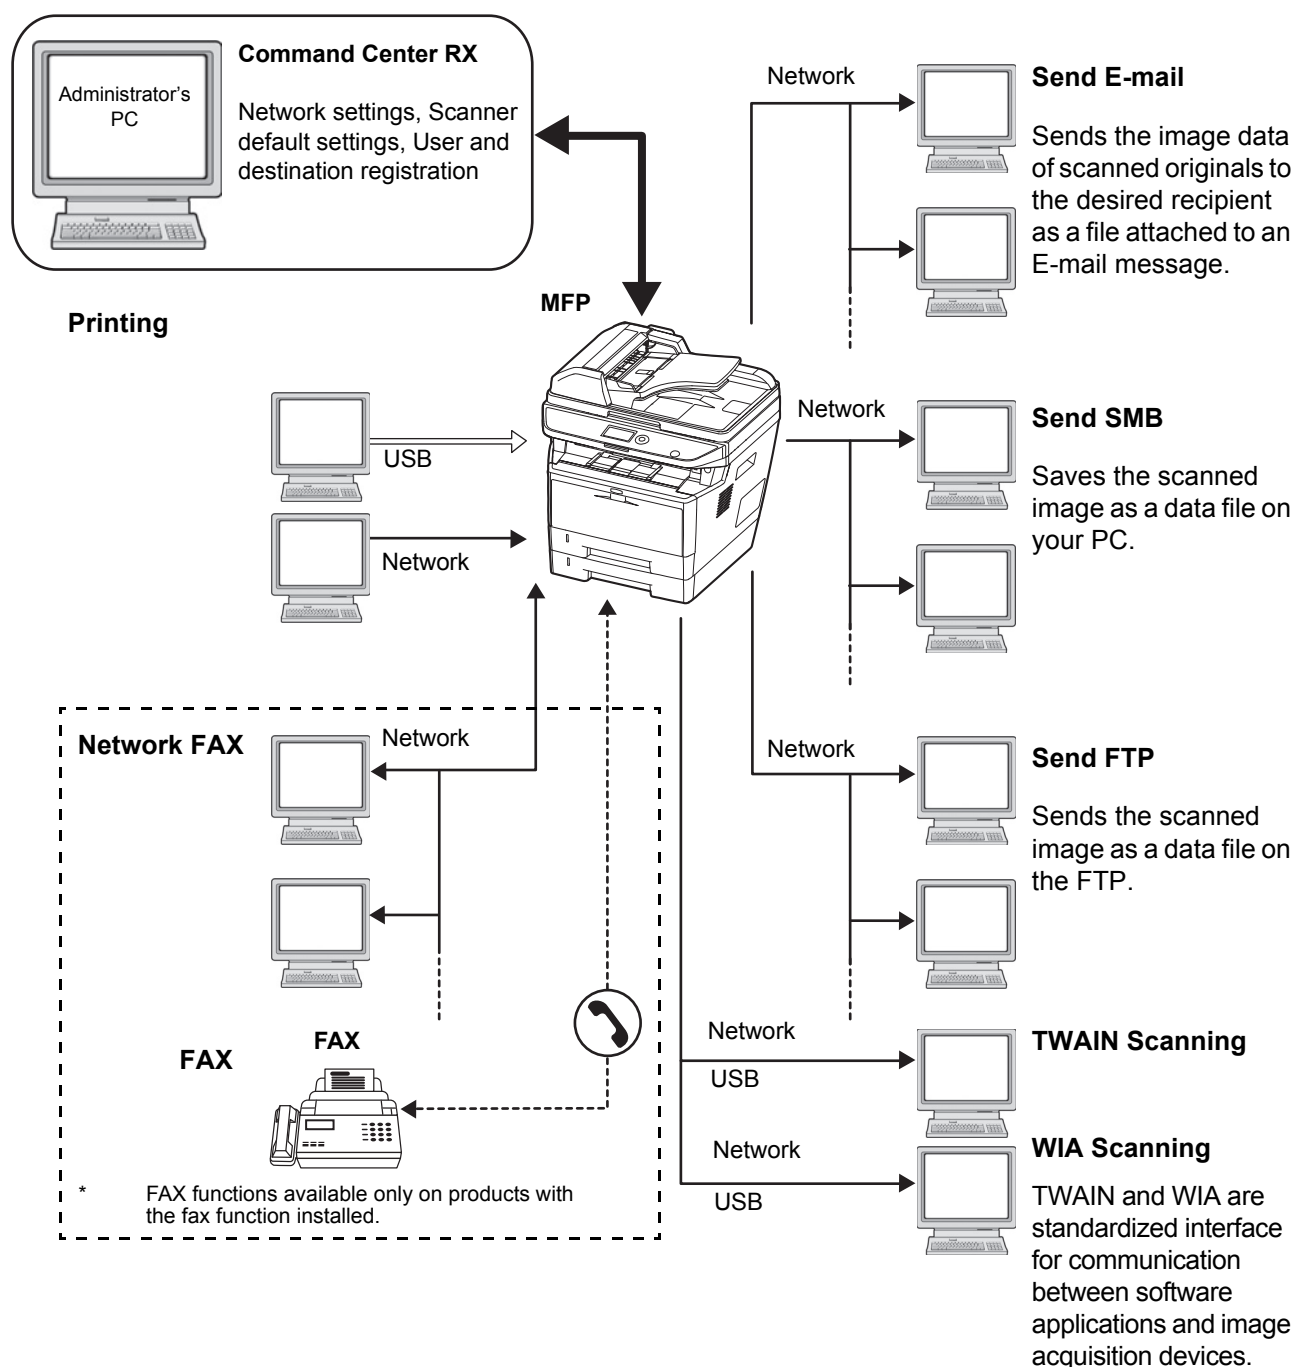 Command Center RX
Administrator's
PC
Network settings, Scanner
default settings, User and
destination registration
Printing
MFP
USB
Network
Network
Send E-mail
Sends the image data
of scanned originals to
the desired recipient
as a file attached to an
E-mail message.
Network
Send SMB
Saves the scanned
image as a data file on
your PC.
Network FAX
Network
FAX
FAX
* FAX functions available only on products with
the fax function installed.
Network
Send FTP
Sends the scanned
image as a data file on
the FTP.
Network
USB
TWAIN Scanning
Network
USB
WIA Scanning
TWAIN and WIA are
standardized interface
for communication
between software
applications and image
acquisition devices.